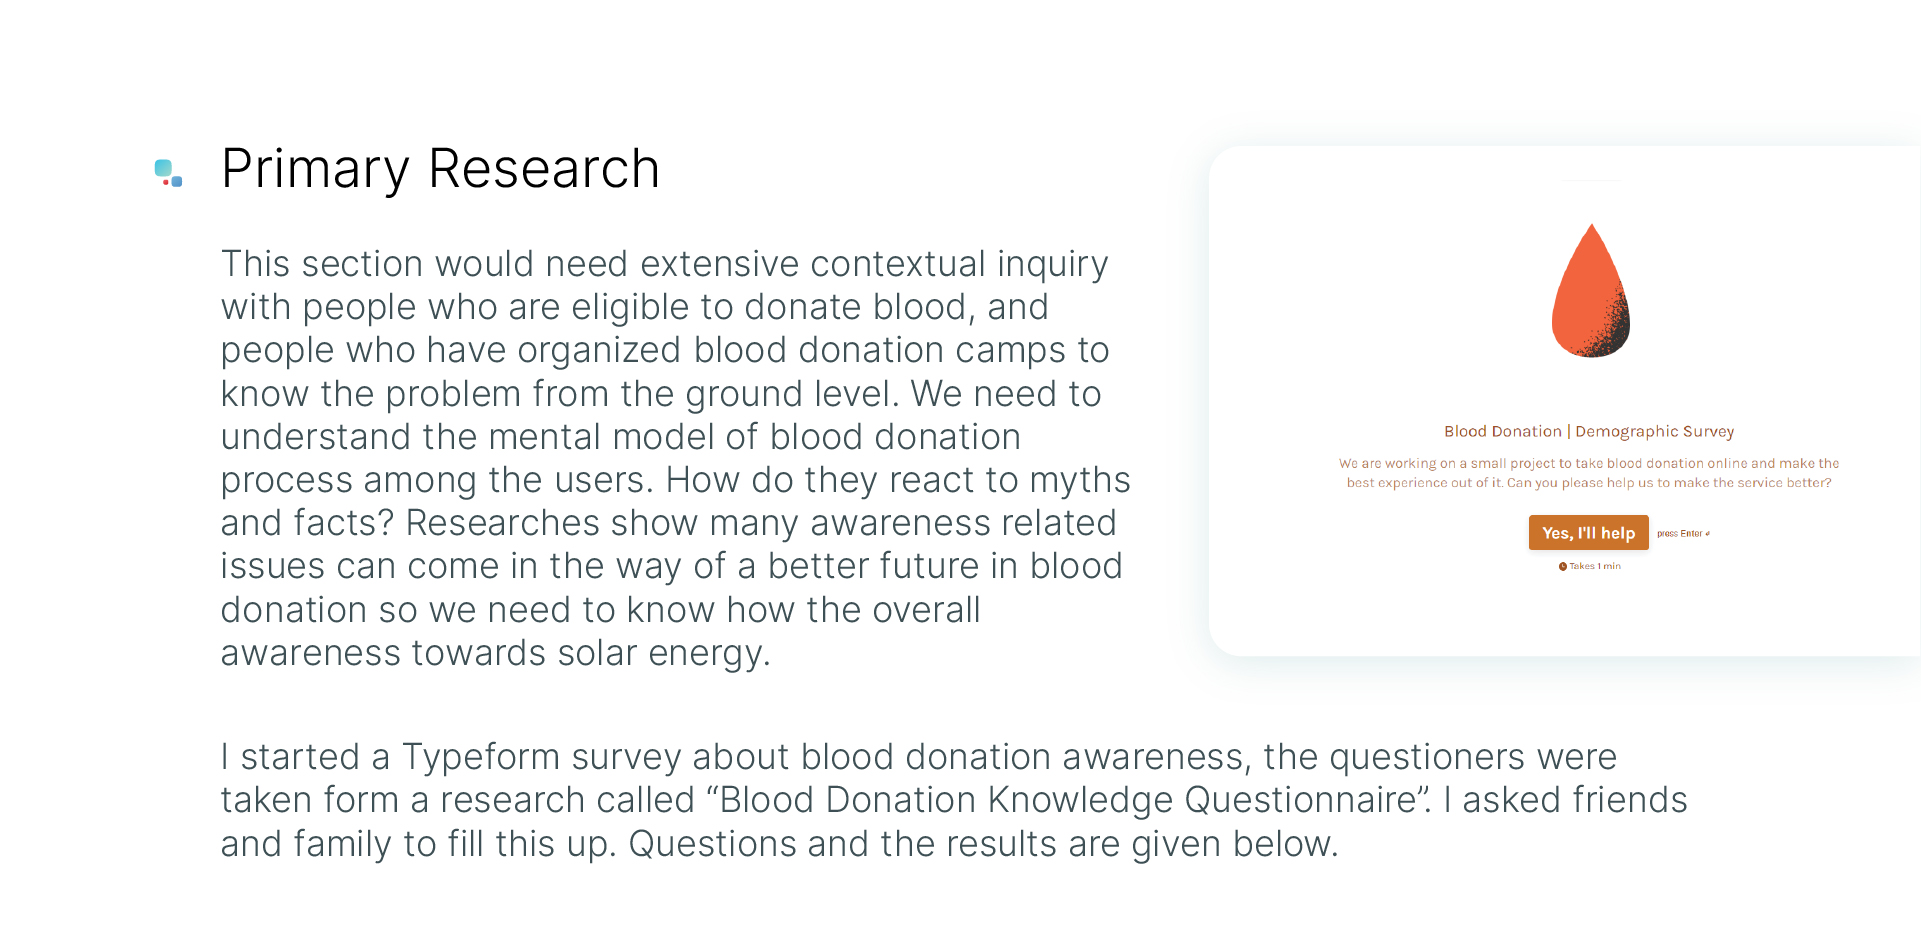 Primary Research
This section would need extensive contextual inquiry
with people who are eligible to donate blood, and
people who have organized blood donation camps to
know the problem from the ground level. We need to
understand the mental model of blood donation
process among the users. How do they react to myths
and facts? Researches show many awareness related
issues can come in the way of a better future in blood
donation so we need to know how the overall
awareness towards solar energy.
Blood Donation | Demographic Survey
We are working on a small project to take blood donation online and make the
best experience out of it. Can you please help us to make the service better?
Yes, I'll help press Enter ↵
Takes 1 min
I started a Typeform survey about blood donation awareness, the questioners were
taken form a research called “Blood Donation Knowledge Questionnaire”. I asked friends
and family to fill this up. Questions and the results are given below.